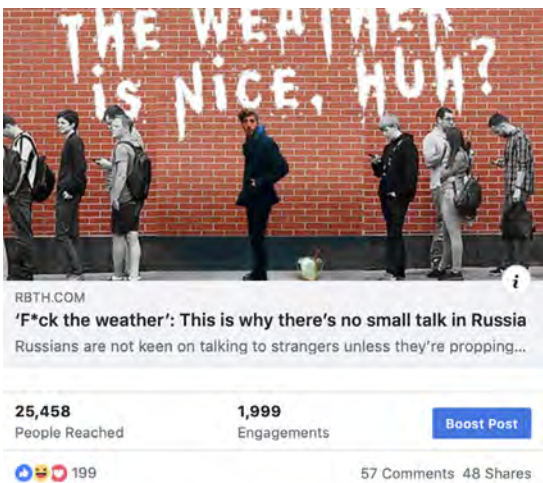 THE WEATHER
iS NiCE, HUH?
i
RBTH.COM
‘F*ck the weather’: This is why there’s no small talk in Russia
Russians are not keen on talking to strangers unless they’re propping...
25,458
1,999
Boost Post
People Reached
Engagements
199
57 Comments 48 Shares